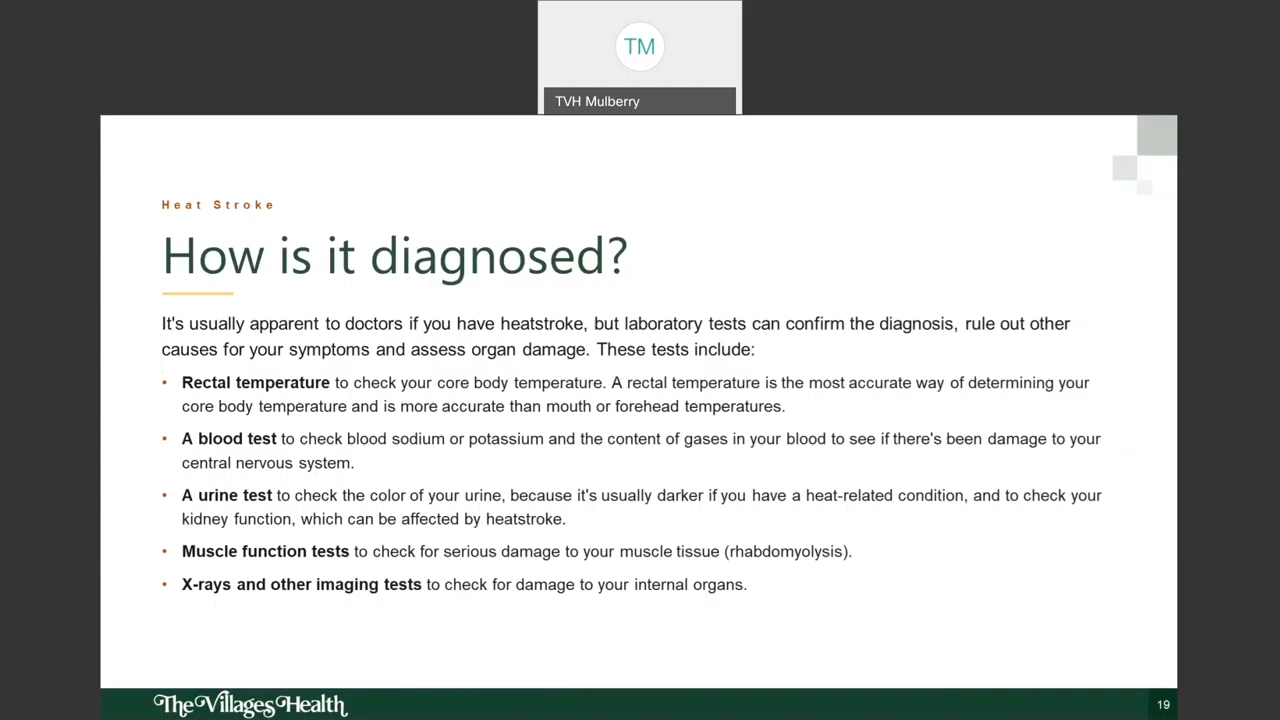 TM
TVH Mulberry
Heat Stroke
How is it diagnosed?
It's usually apparent to doctors if you have heatstroke, but laboratory tests can confirm the diagnosis, rule out other
causes for your symptoms and assess organ damage. These tests include:
• Rectal temperature to check your core body temperature. A rectal temperature is the most accurate way of determining your
core body temperature and is more accurate than mouth or forehead temperatures.
• A blood test to check blood sodium or potassium and the content of gases in your blood to see if there's been damage to your
central nervous system.
• A urine test to check the color of your urine, because it's usually darker if you have a heat-related condition, and to check your
kidney function, which can be affected by heatstroke.
• Muscle function tests to check for serious damage to your muscle tissue (rhabdomyolysis).
• X-rays and other imaging tests to check for damage to your internal organs.
The Villages Health
19